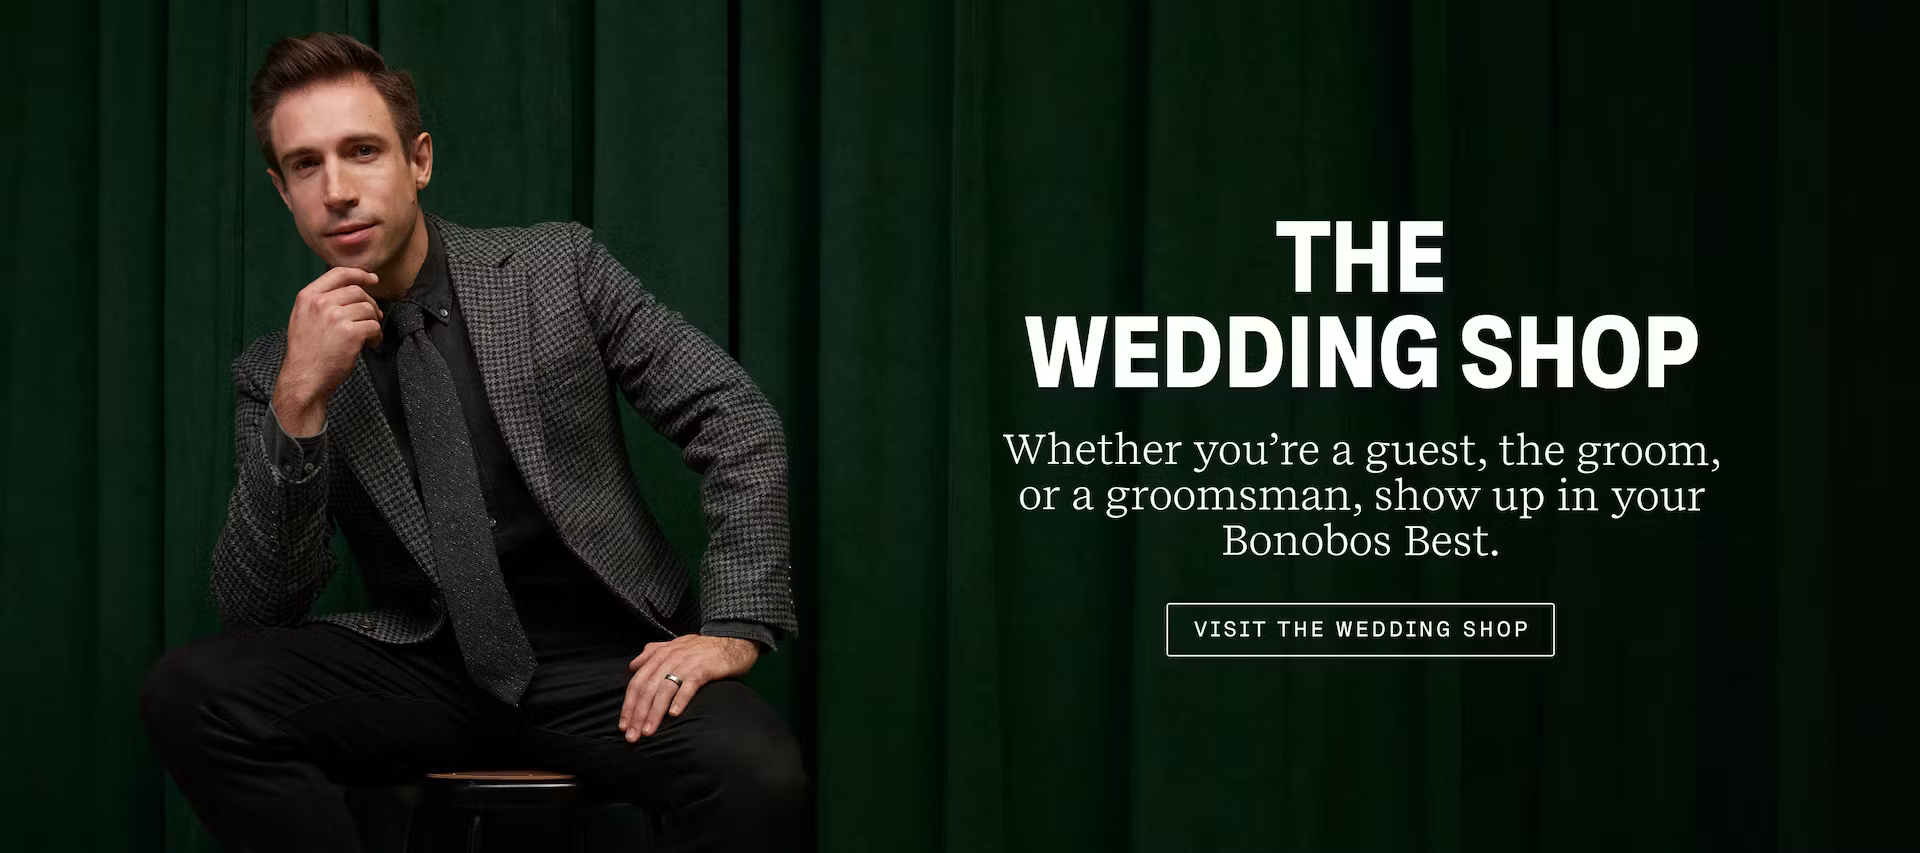 THE
WEDDING SHOP
Whether you’re a guest, the groom,
or a groomsman, show up in your
Bonobos Best.
VISIT THE WEDDING SHOP